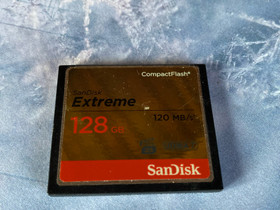 CompactFlash®
SanDisk
Extreme
128 GB 120 MB/s
SanDisk